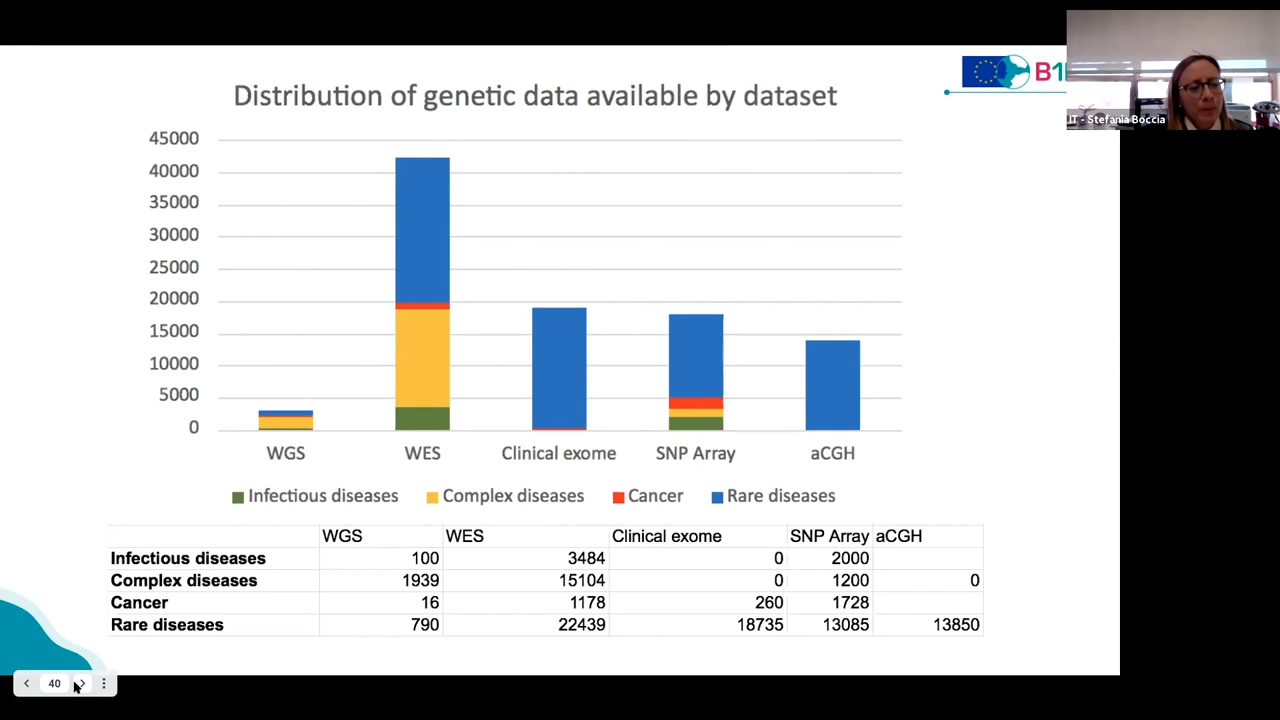 Distribution of genetic data available by dataset
B1
IT - Stefania Boccia
45000
40000
35000
30000
25000
20000
15000
10000
5000
0
WGS WES Clinical exome SNP Array aCGH
Infectious diseases Complex diseases Cancer Rare diseases
WGS WES Clinical exome SNP Array aCGH
Infectious diseases 100 3484 0 2000
Complex diseases 1939 15104 0 1200 0
Cancer 16 1178 260 1728
Rare diseases 790 22439 18735 13085 13850
40